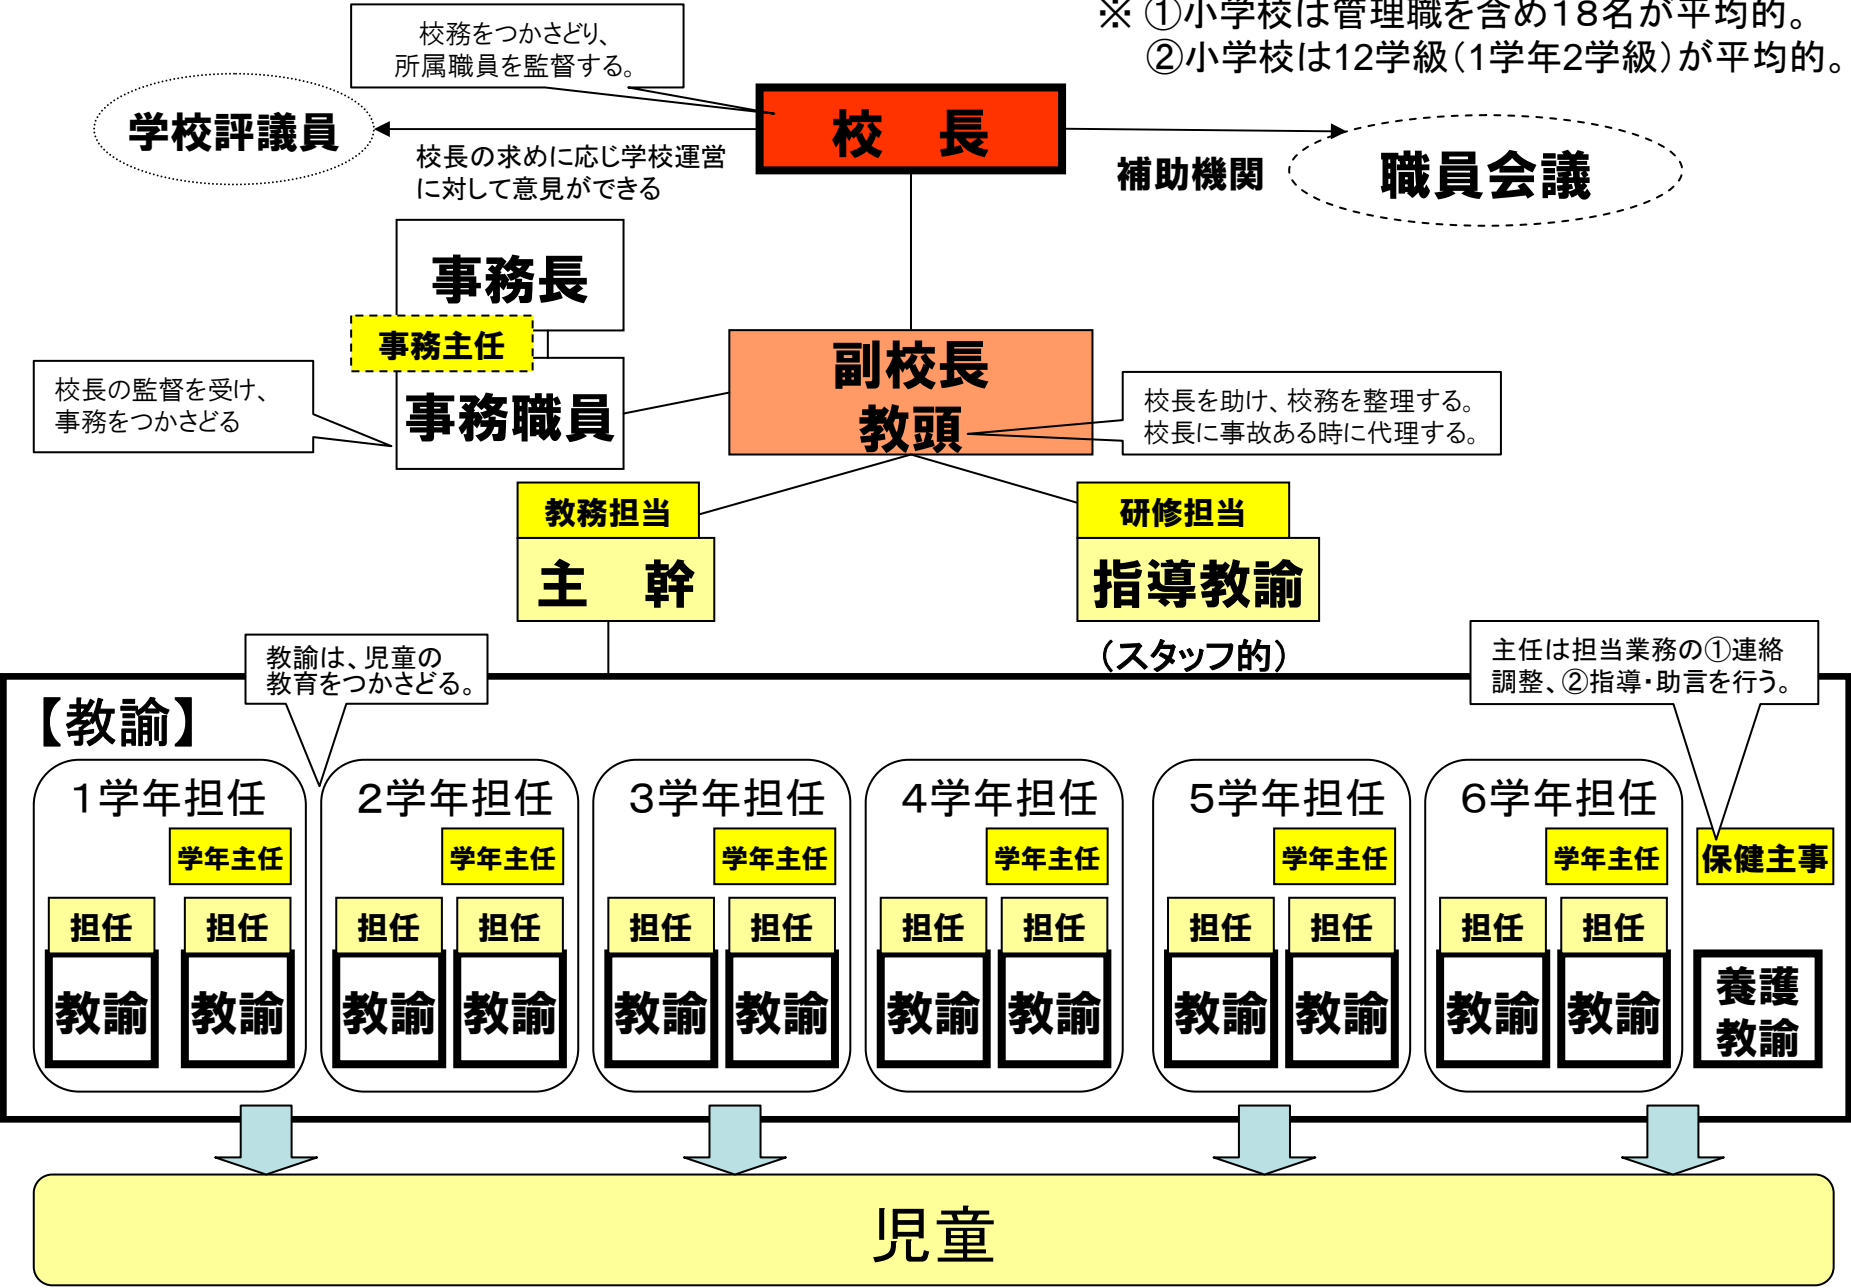 ※ ①小学校は管理職を含め18名が平均的。
②小学校は12学級（1学年2学級）が平均的。
校務をつかさどり、
所属職員を監督する。
学校評議員
校　長
校長の求めに応じ学校運営
に対して意見ができる
補助機関
職員会議
事務長
事務主任
事務職員
校長の監督を受け、
事務をつかさどる
副校長
教頭
校長を助け、校務を整理する。
校長に事故ある時に代理する。
教務担当
主　幹
研修担当
指導教諭
（スタッフ的）
教諭は、児童の
教育をつかさどる。
主任は担当業務の①連絡
調整、②指導・助言を行う。
【教諭】
1学年担任
2学年担任
3学年担任
4学年担任
5学年担任
6学年担任
学年主任
学年主任
学年主任
学年主任
学年主任
学年主任
保健主事
担任
担任
担任
担任
担任
担任
担任
担任
担任
担任
担任
担任
教諭
教諭
教諭
教諭
教諭
教諭
教諭
教諭
教諭
教諭
教諭
教諭
養護
教諭
児童